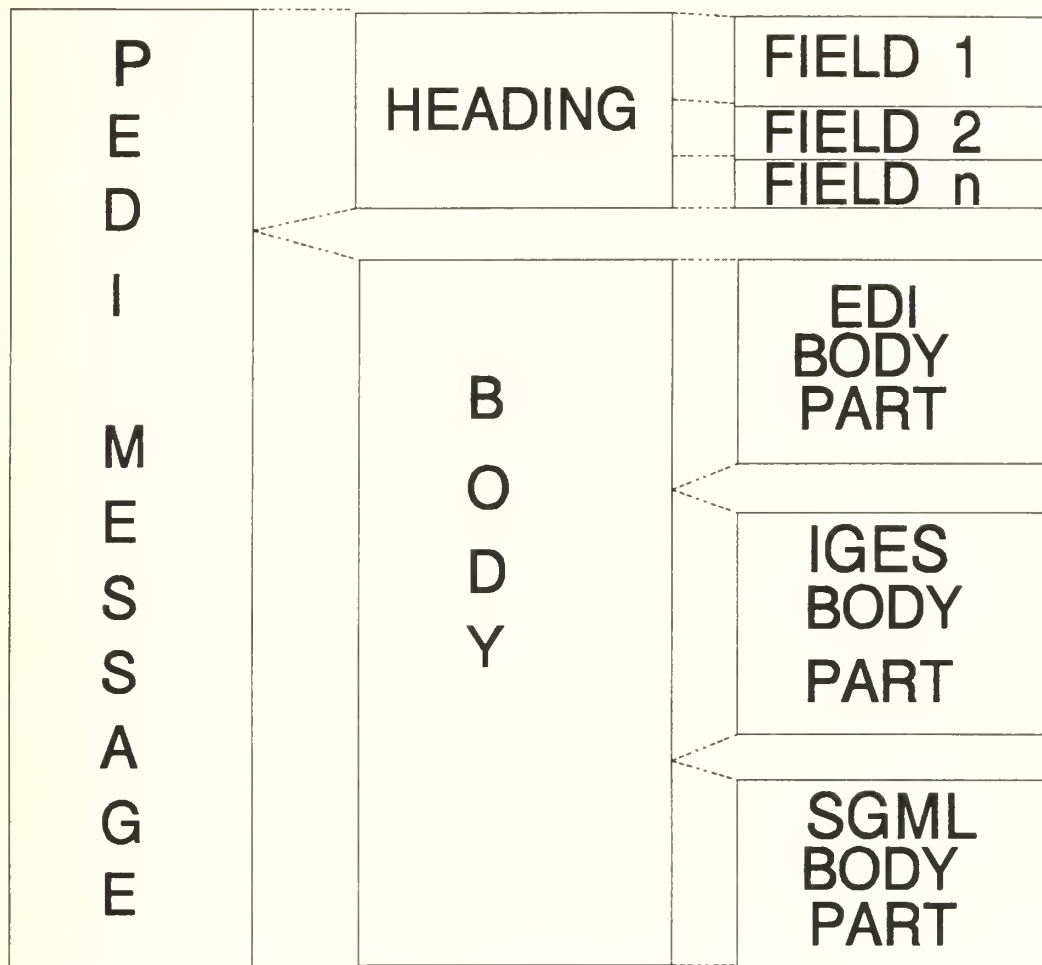 PEDI MESSAGE
HEADING
FIELD 1
FIELD 2
FIELD n
BODY
EDI
BODY
PART
IGES
BODY
PART
SGML
BODY
PART